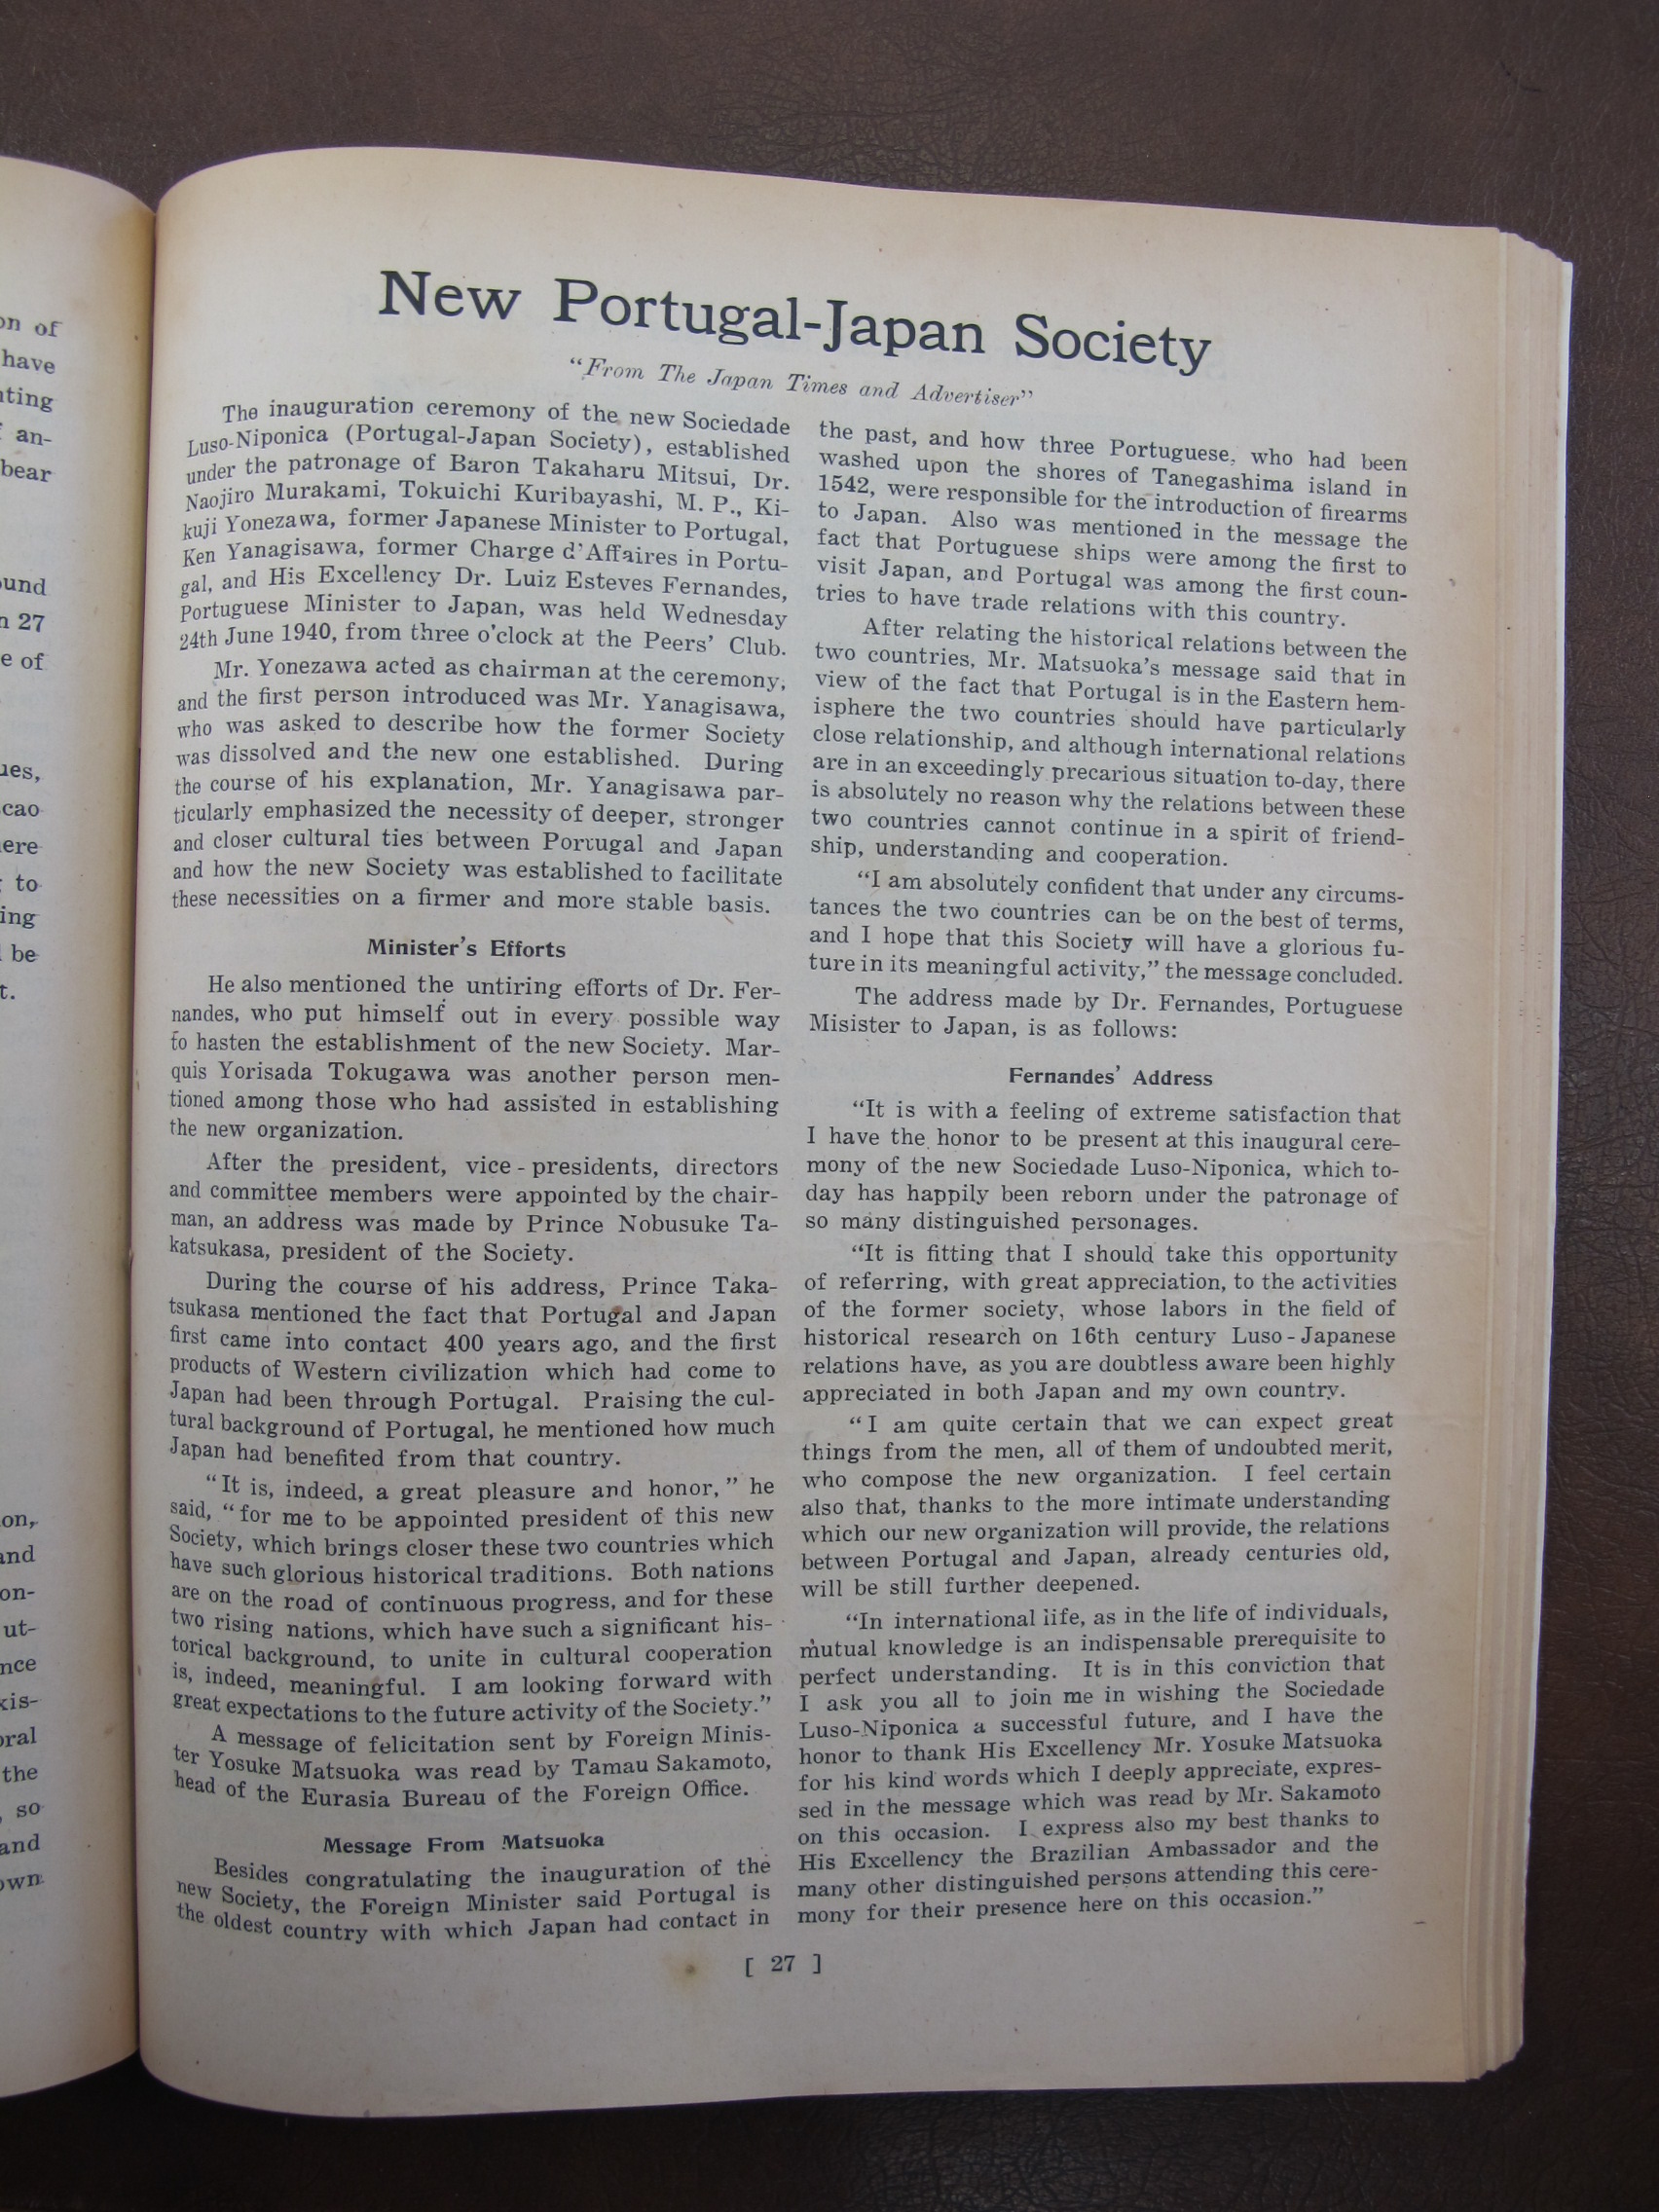 on of
have
ting
an-
bear
und
n 27
e of
ues,
cao
ere
to
ing
be
t.
on,
and
on-
ut-
nce
xis-
oral
the
, so
and
own
New Portugal-Japan Society
“From The Japan Times and Advertiser”
The inauguration ceremony of the new Sociedade
Luso-Niponica (Portugal-Japan Society), established
under the patronage of Baron Takaharu Mitsui, Dr.
Naojiro Murakami, Tokuichi Kuribayashi, M. P., Ki-
kuji Yonezawa, former Japanese Minister to Portugal,
Ken Yanagisawa, former Charge d’Affaires in Portu-
gal, and His Excellency Dr. Luiz Esteves Fernandes,
Portuguese Minister to Japan, was held Wednesday
24th June 1940, from three o’clock at the Peers’ Club.
Mr. Yonezawa acted as chairman at the ceremony,
and the first person introduced was Mr. Yanagisawa,
who was asked to describe how the former Society
was dissolved and the new one established. During
the course of his explanation, Mr. Yanagisawa par-
ticularly emphasized the necessity of deeper, stronger
and closer cultural ties between Portugal and Japan
and how the new Society was established to facilitate
these necessities on a firmer and more stable basis.
Minister’s Efforts
He also mentioned the untiring efforts of Dr. Fer-
nandes, who put himself out in every possible way
to hasten the establishment of the new Society. Mar-
quis Yorisada Tokugawa was another person men-
tioned among those who had assisted in establishing
the new organization.
After the president, vice-presidents, directors
and committee members were appointed by the chair-
man, an address was made by Prince Nobusuke Ta-
katsukasa, president of the Society.
During the course of his address, Prince Taka-
tsukasa mentioned the fact that Portugal and Japan
first came into contact 400 years ago, and the first
products of Western civilization which had come to
Japan had been through Portugal. Praising the cul-
tural background of Portugal, he mentioned how much
Japan had benefited from that country.
“It is, indeed, a great pleasure and honor,” he
said, “for me to be appointed president of this new
Society, which brings closer these two countries which
have such glorious historical traditions. Both nations
are on the road of continuous progress, and for these
two rising nations, which have such a significant his-
torical background, to unite in cultural cooperation
is, indeed, meaningful. I am looking forward with
great expectations to the future activity of the Society.”
A message of felicitation sent by Foreign Minis-
ter Yosuke Matsuoka was read by Tamau Sakamoto,
head of the Eurasia Bureau of the Foreign Office.
Message From Matsuoka
Besides congratulating the inauguration of the
new Society, the Foreign Minister said Portugal is
the oldest country with which Japan had contact in
the past, and how three Portuguese, who had been
washed upon the shores of Tanegashima island in
1542, were responsible for the introduction of firearms
to Japan. Also was mentioned in the message the
fact that Portuguese ships were among the first to
visit Japan, and Portugal was among the first coun-
tries to have trade relations with this country.
After relating the historical relations between the
two countries, Mr. Matsuoka’s message said that in
view of the fact that Portugal is in the Eastern hem-
isphere the two countries should have particularly
close relationship, and although international relations
are in an exceedingly precarious situation to-day, there
is absolutely no reason why the relations between these
two countries cannot continue in a spirit of friend-
ship, understanding and cooperation.
“I am absolutely confident that under any circums-
tances the two countries can be on the best of terms,
and I hope that this Society will have a glorious fu-
ture in its meaningful activity,” the message concluded.
The address made by Dr. Fernandes, Portuguese
Misister to Japan, is as follows:
Fernandes’ Address
“It is with a feeling of extreme satisfaction that
I have the honor to be present at this inaugural cere-
mony of the new Sociedade Luso-Niponica, which to-
day has happily been reborn under the patronage of
so many distinguished personages.
“It is fitting that I should take this opportunity
of referring, with great appreciation, to the activities
of the former society, whose labors in the field of
historical research on 16th century Luso-Japanese
relations have, as you are doubtless aware been highly
appreciated in both Japan and my own country.
“I am quite certain that we can expect great
things from the men, all of them of undoubted merit,
who compose the new organization. I feel certain
also that, thanks to the more intimate understanding
which our new organization will provide, the relations
between Portugal and Japan, already centuries old,
will be still further deepened.
“In international life, as in the life of individuals,
mutual knowledge is an indispensable prerequisite to
perfect understanding. It is in this conviction that
I ask you all to join me in wishing the Sociedade
Luso-Niponica a successful future, and I have the
honor to thank His Excellency Mr. Yosuke Matsuoka
for his kind words which I deeply appreciate, expres-
sed in the message which was read by Mr. Sakamoto
on this occasion. I express also my best thanks to
His Excellency the Brazilian Ambassador and the
many other distinguished persons attending this cere-
mony for their presence here on this occasion.”
[ 27 ]